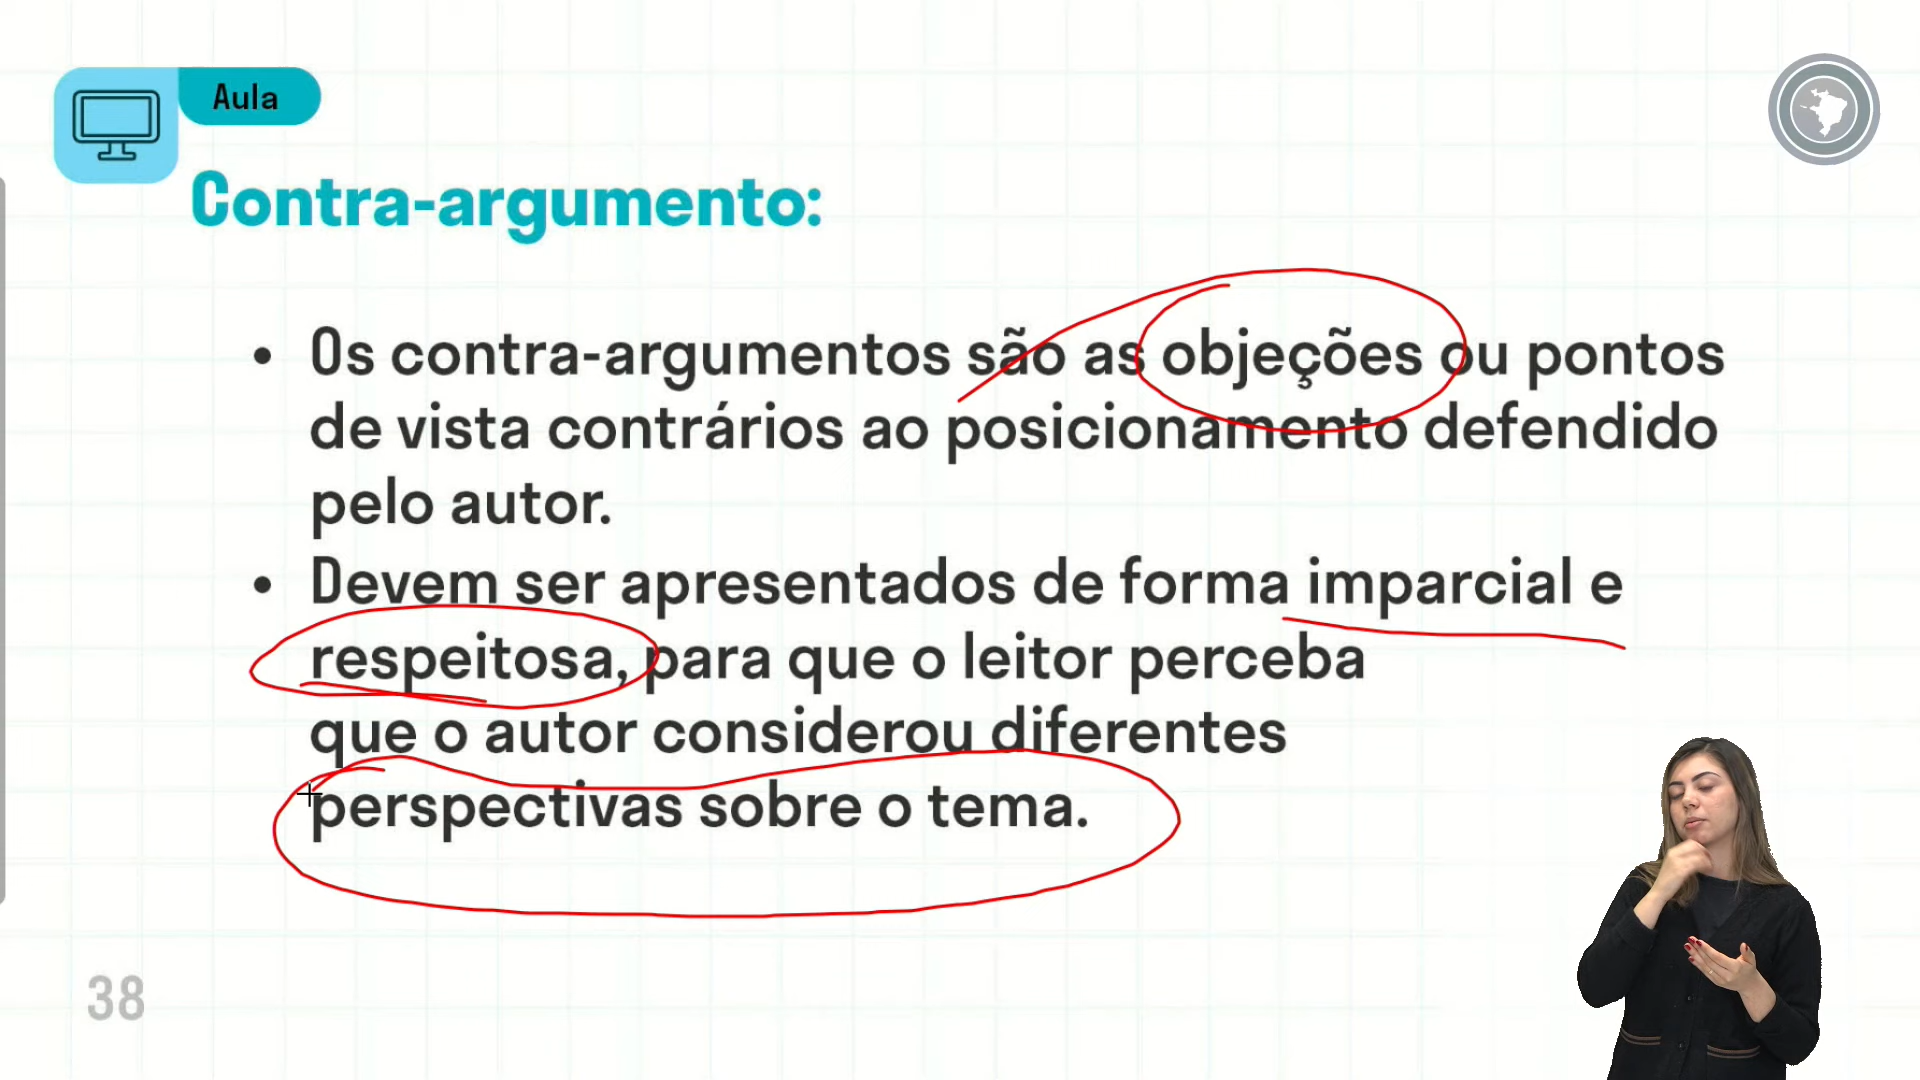 Aula
Contra-argumento:
• Os contra-argumentos são as objeções ou pontos
de vista contrários ao posicionamento defendido
pelo autor.
• Devem ser apresentados de forma imparcial e
respeitosa, para que o leitor perceba
que o autor considerou diferentes
perspectivas sobre o tema.
38